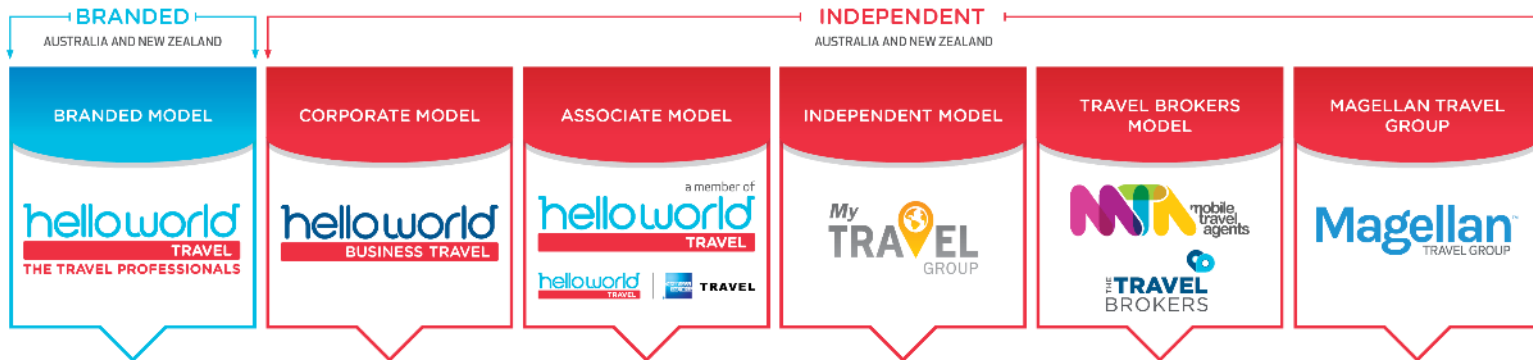 BRANDED
AUSTRALIA AND NEW ZEALAND
INDEPENDENT
AUSTRALIA AND NEW ZEALAND
BRANDED MODEL
helloworld
TRAVEL
THE TRAVEL PROFESSIONALS
CORPORATE MODEL
helloworld
BUSINESS TRAVEL
ASSOCIATE MODEL
a member of
helloworld
TRAVEL
helloworld
TRAVEL
TRAVEL
INDEPENDENT MODEL
My
TRAVEL
GROUP
TRAVEL BROKERS
MODEL
MTA mobile
travel
agents
THE TRAVEL
BROKERS
MAGELLAN TRAVEL
GROUP
Magellan™
TRAVEL GROUP